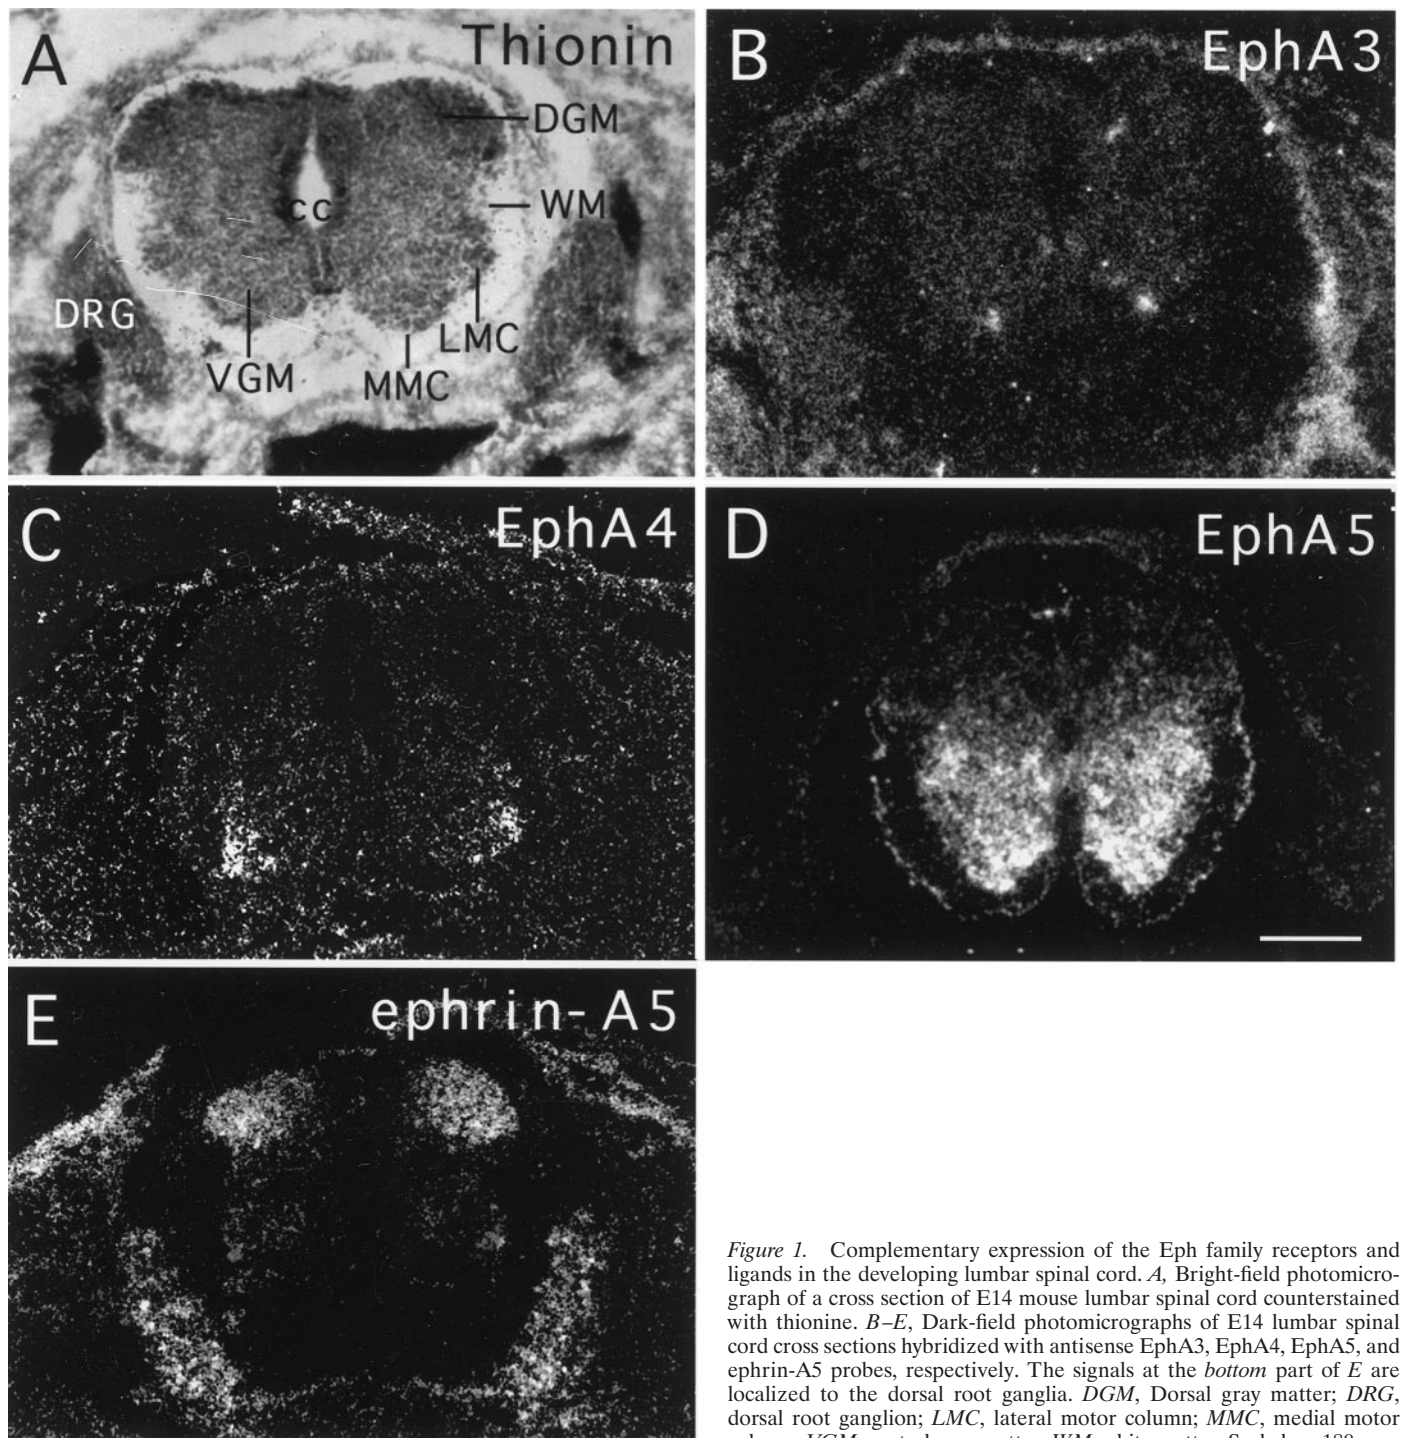 A
Thionin
DGM
WM
cc
DRG
LMC
VGM
MMC
B
EphA3
C
EphA4
D
EphA5
E
ephrin-A5
Figure 1. Complementary expression of the Eph family receptors and
ligands in the developing lumbar spinal cord. A, Bright-field photomicro-
graph of a cross section of E14 mouse lumbar spinal cord counterstained
with thionine. B–E, Dark-field photomicrographs of E14 lumbar spinal
cord cross sections hybridized with antisense EphA3, EphA4, EphA5, and
ephrin-A5 probes, respectively. The signals at the bottom part of E are
localized to the dorsal root ganglia. DGM, Dorsal gray matter; DRG,
dorsal root ganglion; LMC, lateral motor column; MMC, medial motor